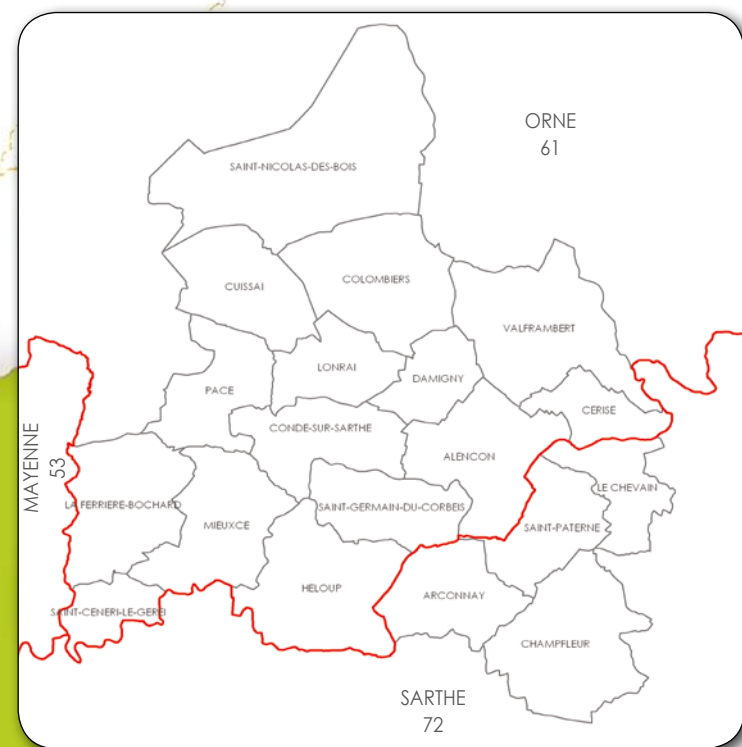 ORNE
61
SAINT-NICOLAS-DES-BOIS
CUISSAI
COLOMBIERS
VALFRAMBERT
LONRAI
DAMIGNY
PACE
CERISE
CONDE-SUR-SARTHE
ALENCON
MAYENNE
53
LA FERRIERE-BOCHARD
LE CHEVAIN
SAINT-GERMAIN-DU-CORBEIS
MIEUXCE
SAINT-PATERNE
HELOUP
ARCONNAY
SAINT-CENERI-LE-GEREI
CHAMPFLEUR
SARTHE
72